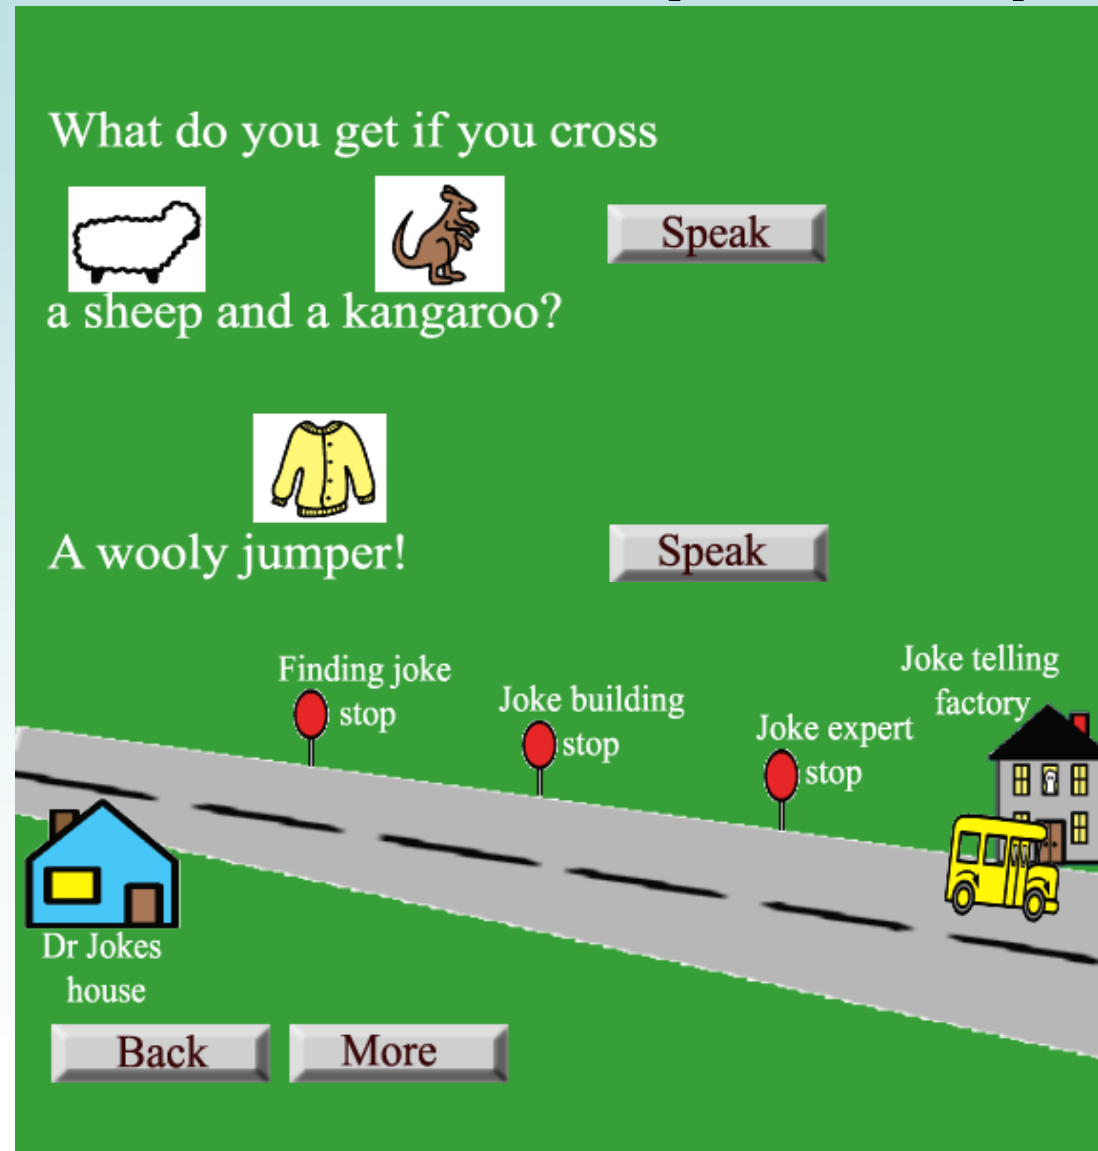 What do you get if you cross
Speak
a sheep and a kangaroo?
A wooly jumper!
Speak
Finding joke
stop
Joke building
stop
Joke expert
stop
Joke telling
factory
Dr Jokes
house
Back
More